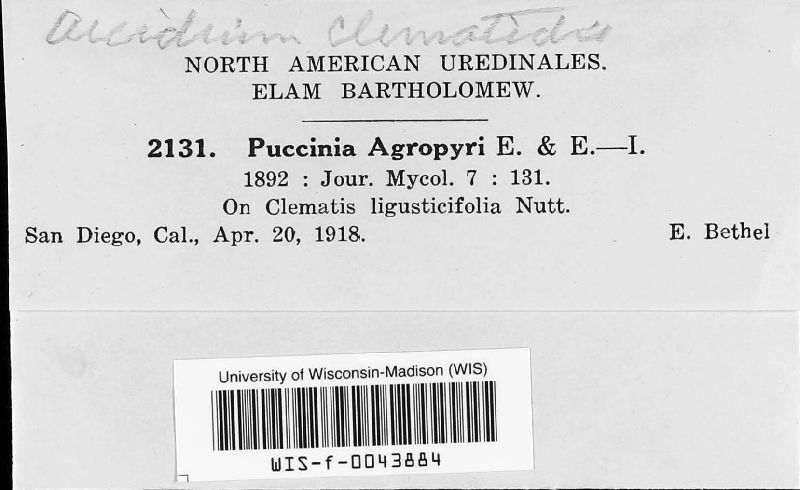 Aecidium Clematidis
NORTH AMERICAN UREDINALES.
ELAM BARTHOLOMEW.
2131. Puccinia Agropyri E. & E.—I.
1892 : Jour. Mycol. 7 : 131.
On Clematis ligusticifolia Nutt.
San Diego, Cal., Apr. 20, 1918. E. Bethel
University of Wisconsin-Madison (WIS)
WIS-f-0043884